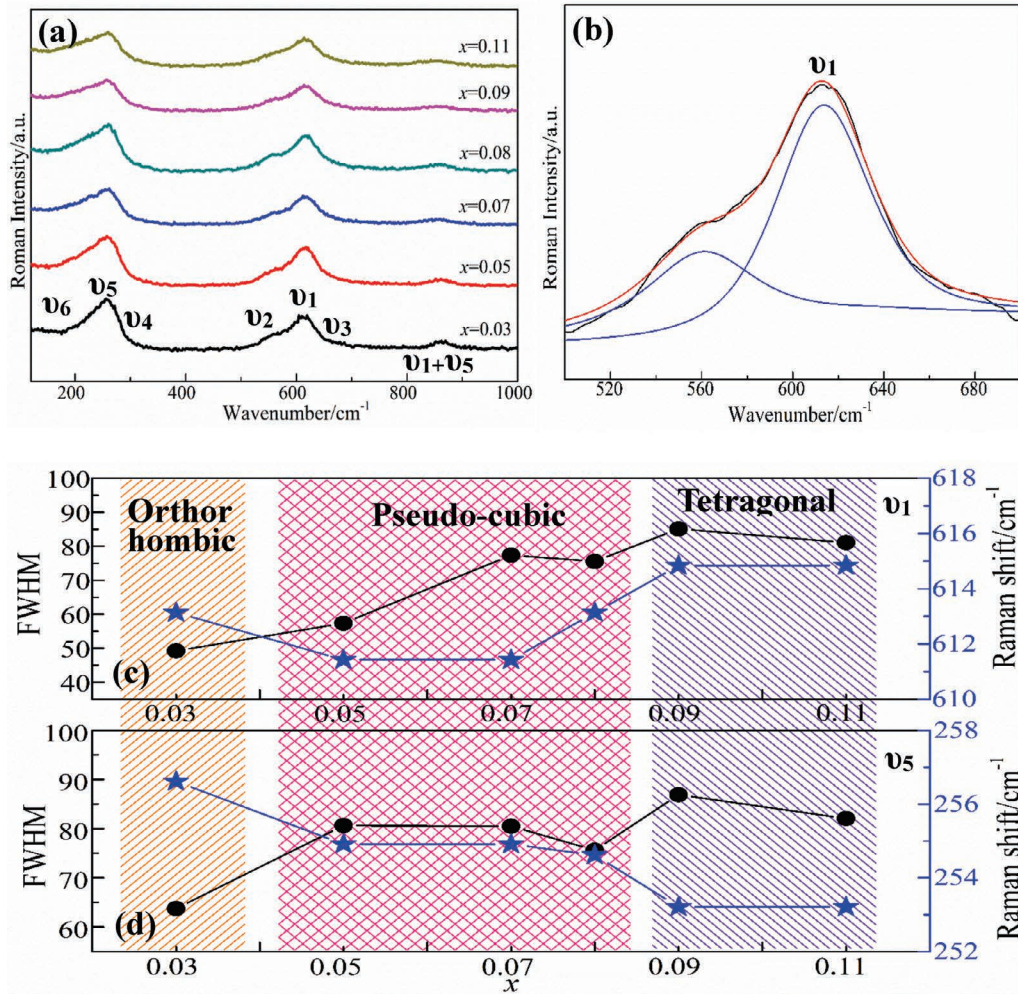 (a)
x=0.11
x=0.09
x=0.08
x=0.07
x=0.05
x=0.03
υ6
υ5
υ4
υ2
υ1
υ3
υ1+υ5
Roman Intensity/a.u.
200 400 600 800 1000
Wavenumber/cm-1
(b)
υ1
Roman Intensity/a.u.
520 560 600 640 680
Wavenumber/cm-1
100
90
80
70
60
50
40
FWHM
Orthor
hombic
Pseudo-cubic
Tetragonal
υ1
(c)
618
616
614
612
610
Raman shift/cm-1
0.03 0.05 0.07 0.09 0.11
100
90
80
70
60
FWHM
υ5
(d)
258
256
254
252
Raman shift/cm-1
0.03 0.05 0.07 0.09 0.11
x